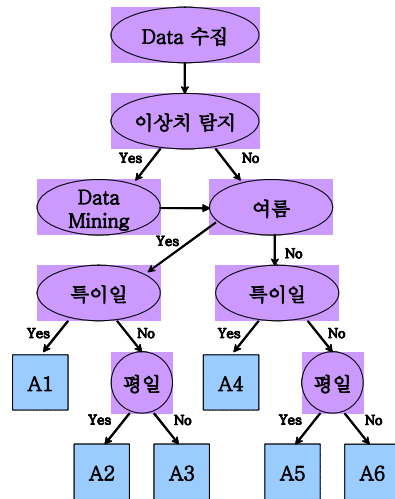 Data 수집
이상치 탐지
Yes
No
Data
Mining
여름
Yes
No
특이일
특이일
Yes
No
Yes
No
A1
평일
A4
평일
Yes
No
Yes
No
A2
A3
A5
A6